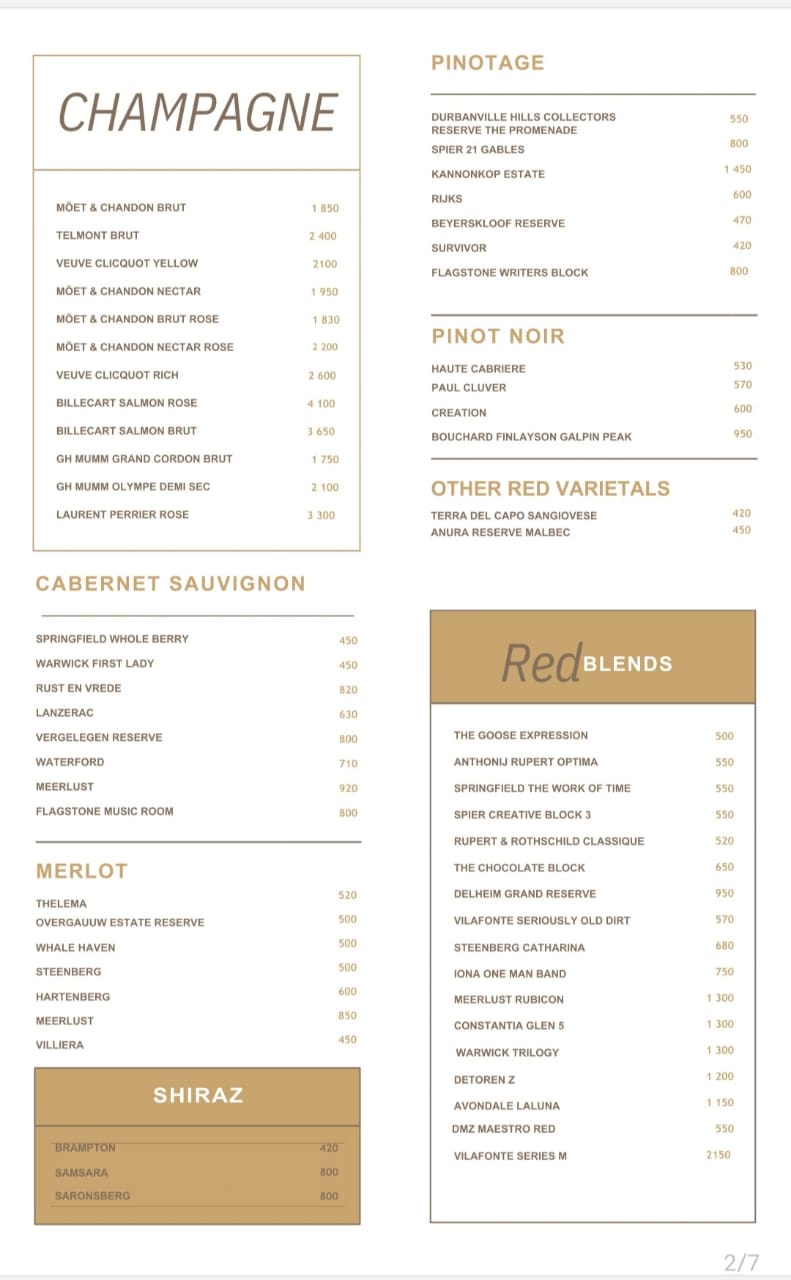 CHAMPAGNE
MÖET & CHANDON BRUT 1 850
TELMONT BRUT 2 400
VEUVE CLICQUOT YELLOW 2100
MÖET & CHANDON NECTAR 1 950
MÖET & CHANDON BRUT ROSE 1 830
MÖET & CHANDON NECTAR ROSE 2 200
VEUVE CLICQUOT RICH 2 600
BILLECART SALMON ROSE 4 100
BILLECART SALMON BRUT 3 650
GH MUMM GRAND CORDON BRUT 1 750
GH MUMM OLYMPE DEMI SEC 2 100
LAURENT PERRIER ROSE 3 300
CABERNET SAUVIGNON
SPRINGFIELD WHOLE BERRY 450
WARWICK FIRST LADY 450
RUST EN VREDE 820
LANZERAC 630
VERGELEGEN RESERVE 800
WATERFORD 710
MEERLUST 920
FLAGSTONE MUSIC ROOM 800
MERLOT
THELEMA 520
OVERGAUUW ESTATE RESERVE 500
WHALE HAVEN 500
STEENBERG 500
HARTENBERG 600
MEERLUST 850
VILLIERA 450
SHIRAZ
BRAMPTON 420
SAMSARA 800
SARONSBERG 800
PINOTAGE
DURBANVILLE HILLS COLLECTORS 550
RESERVE THE PROMENADE
SPIER 21 GABLES 800
KANNONKOP ESTATE 1 450
RIJKS 600
BEYERSKLOOF RESERVE 470
SURVIVOR 420
FLAGSTONE WRITERS BLOCK 800
PINOT NOIR
HAUTE CABRIERE 530
PAUL CLUVER 570
CREATION 600
BOUCHARD FINLAYSON GALPIN PEAK 950
OTHER RED VARIETALS
TERRA DEL CAPO SANGIOVESE 420
ANURA RESERVE MALBEC 450
Red BLENDS
THE GOOSE EXPRESSION 500
ANTHONIJ RUPERT OPTIMA 550
SPRINGFIELD THE WORK OF TIME 550
SPIER CREATIVE BLOCK 3 550
RUPERT & ROTHSCHILD CLASSIQUE 520
THE CHOCOLATE BLOCK 650
DELHEIM GRAND RESERVE 950
VILAFONTE SERIOUSLY OLD DIRT 570
STEENBERG CATHARINA 680
IONA ONE MAN BAND 750
MEERLUST RUBICON 1 300
CONSTANTIA GLEN 5 1 300
WARWICK TRILOGY 1 300
DETOREN Z 1 200
AVONDALE LALUNA 1 150
DMZ MAESTRO RED 550
VILAFONTE SERIES M 2150
2/7